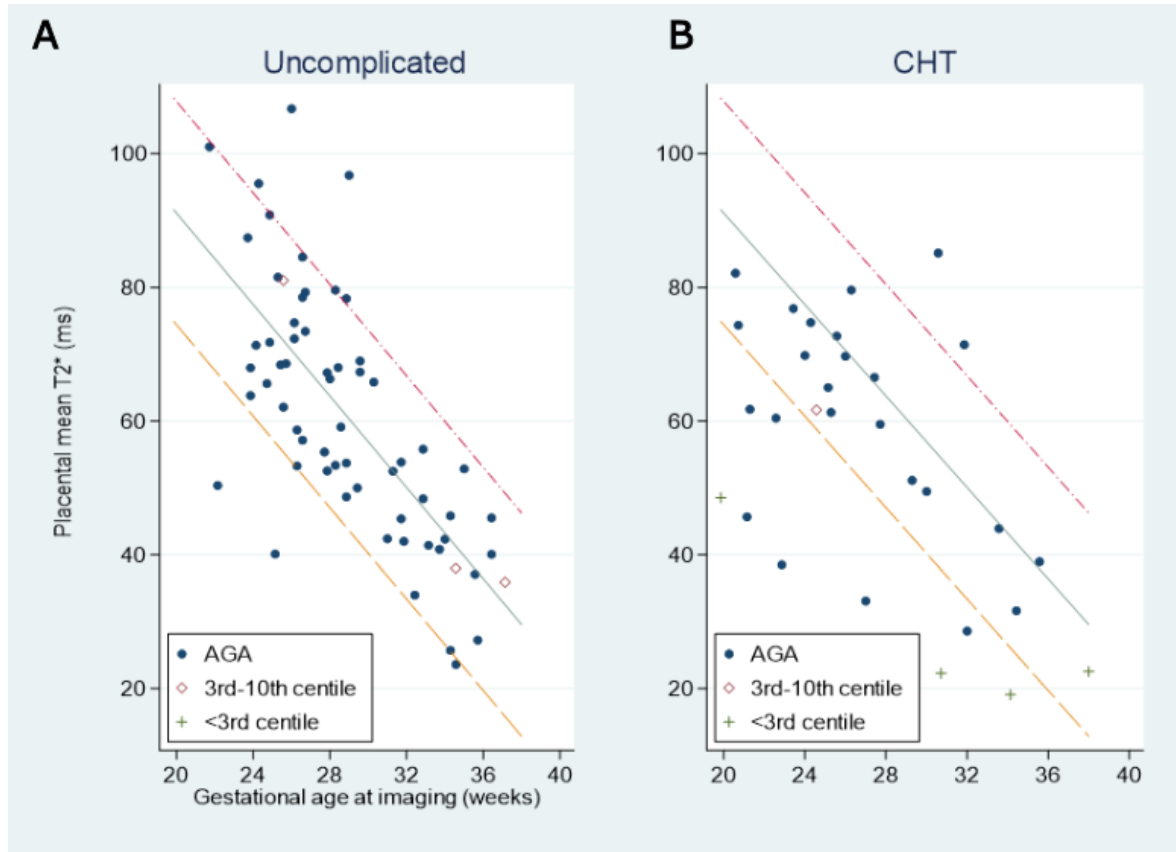 A
B
Uncomplicated
CHT
Placental mean T2* (ms)
100
80
60
40
20
AGA
3rd-10th centile
<3rd centile
20 24 28 32 36 40
Gestational age at imaging (weeks)
100
80
60
40
20
AGA
3rd-10th centile
<3rd centile
20 24 28 32 36 40